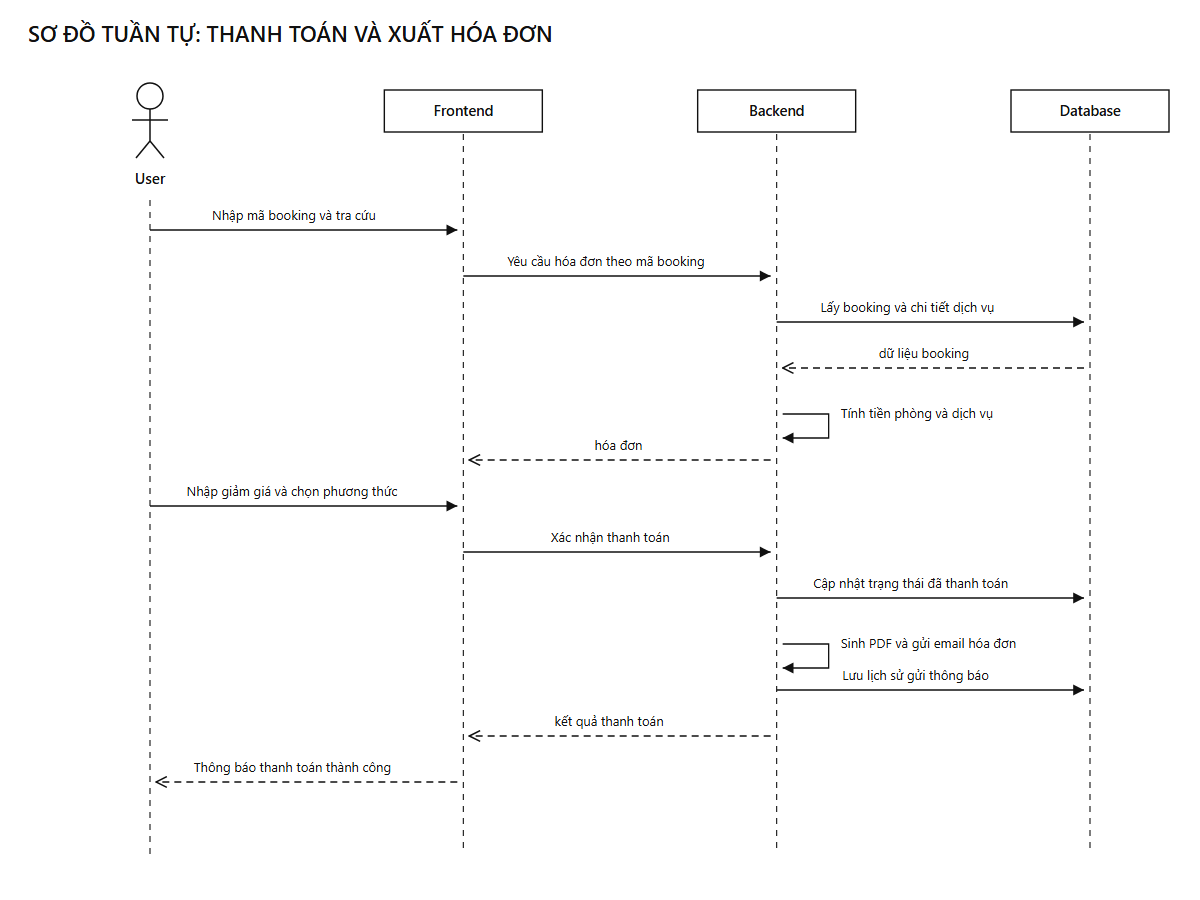 SƠ ĐỒ TUẦN TỰ: THANH TOÁN VÀ XUẤT HÓA ĐƠN
User
Frontend
Backend
Database
Nhập mã booking và tra cứu
Yêu cầu hóa đơn theo mã booking
Lấy booking và chi tiết dịch vụ
dữ liệu booking
Tính tiền phòng và dịch vụ
hóa đơn
Nhập giảm giá và chọn phương thức
Xác nhận thanh toán
Cập nhật trạng thái đã thanh toán
Sinh PDF và gửi email hóa đơn
Lưu lịch sử gửi thông báo
kết quả thanh toán
Thông báo thanh toán thành công